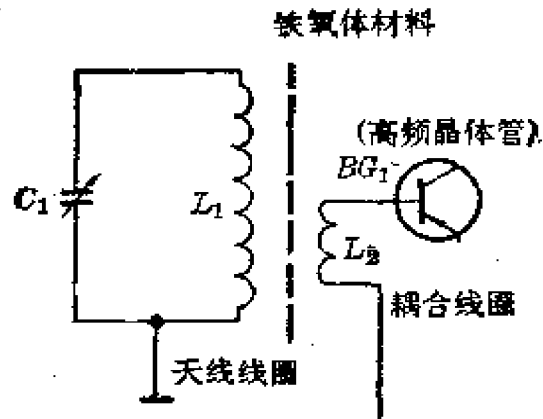 铁氧体材料
(高频晶体管)
BG₁
C₁
L₁
L₂
耦合线圈
天线线圈